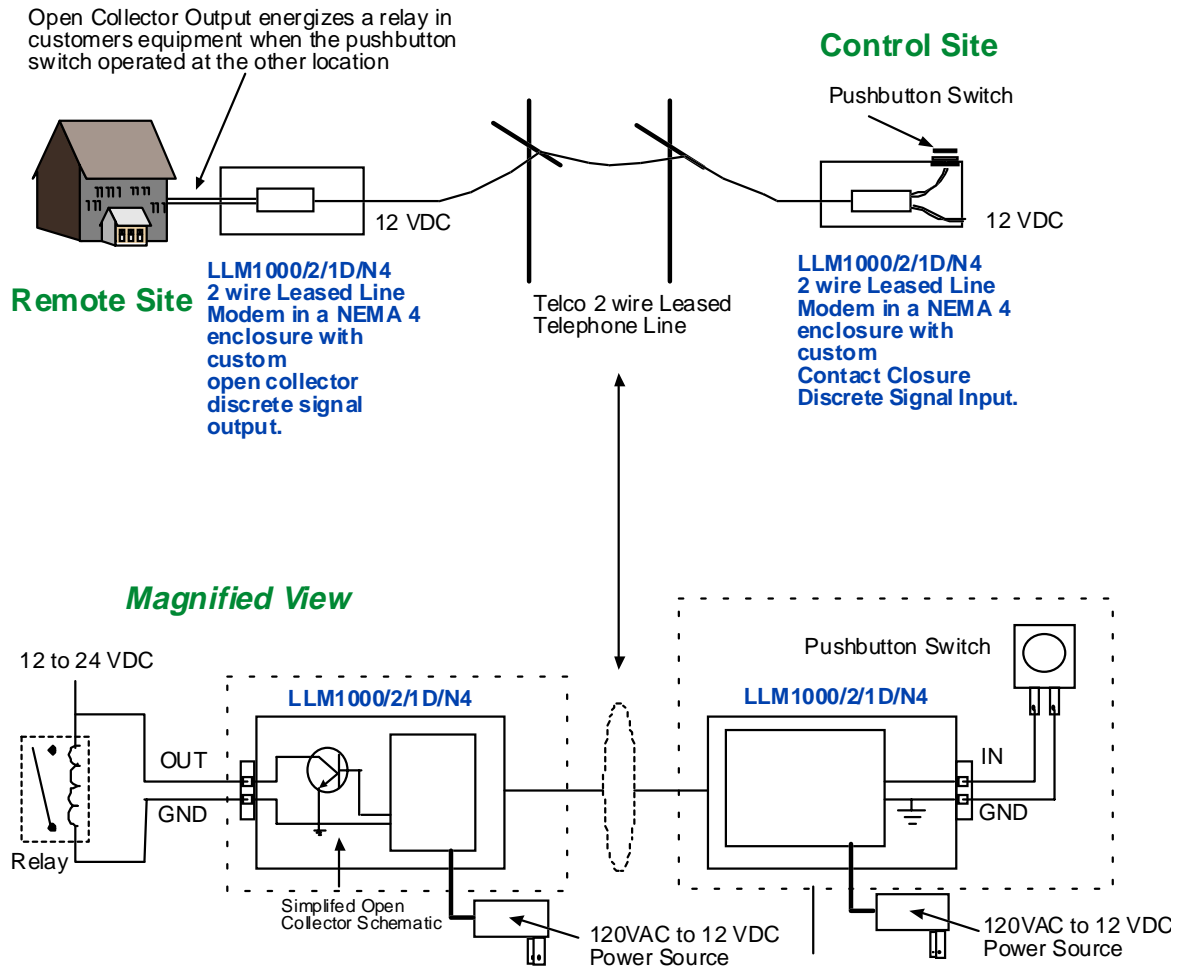 Open Collector Output energizes a relay in
customers equipment when the pushbutton
switch operated at the other location
Control Site
Pushbutton Switch
12 VDC
12 VDC
Remote Site
LLM1000/2/1D/N4
2 wire Leased Line
Modem in a NEMA 4
enclosure with
custom
open collector
discrete signal
output.
Telco 2 wire Leased
Telephone Line
LLM1000/2/1D/N4
2 wire Leased Line
Modem in a NEMA 4
enclosure with
custom
Contact Closure
Discrete Signal Input.
Magnified View
12 to 24 VDC
LLM1000/2/1D/N4
OUT
GND
Relay
Simplifed Open
Collector Schematic
120VAC to 12 VDC
Power Source
Pushbutton Switch
LLM1000/2/1D/N4
IN
GND
120VAC to 12 VDC
Power Source